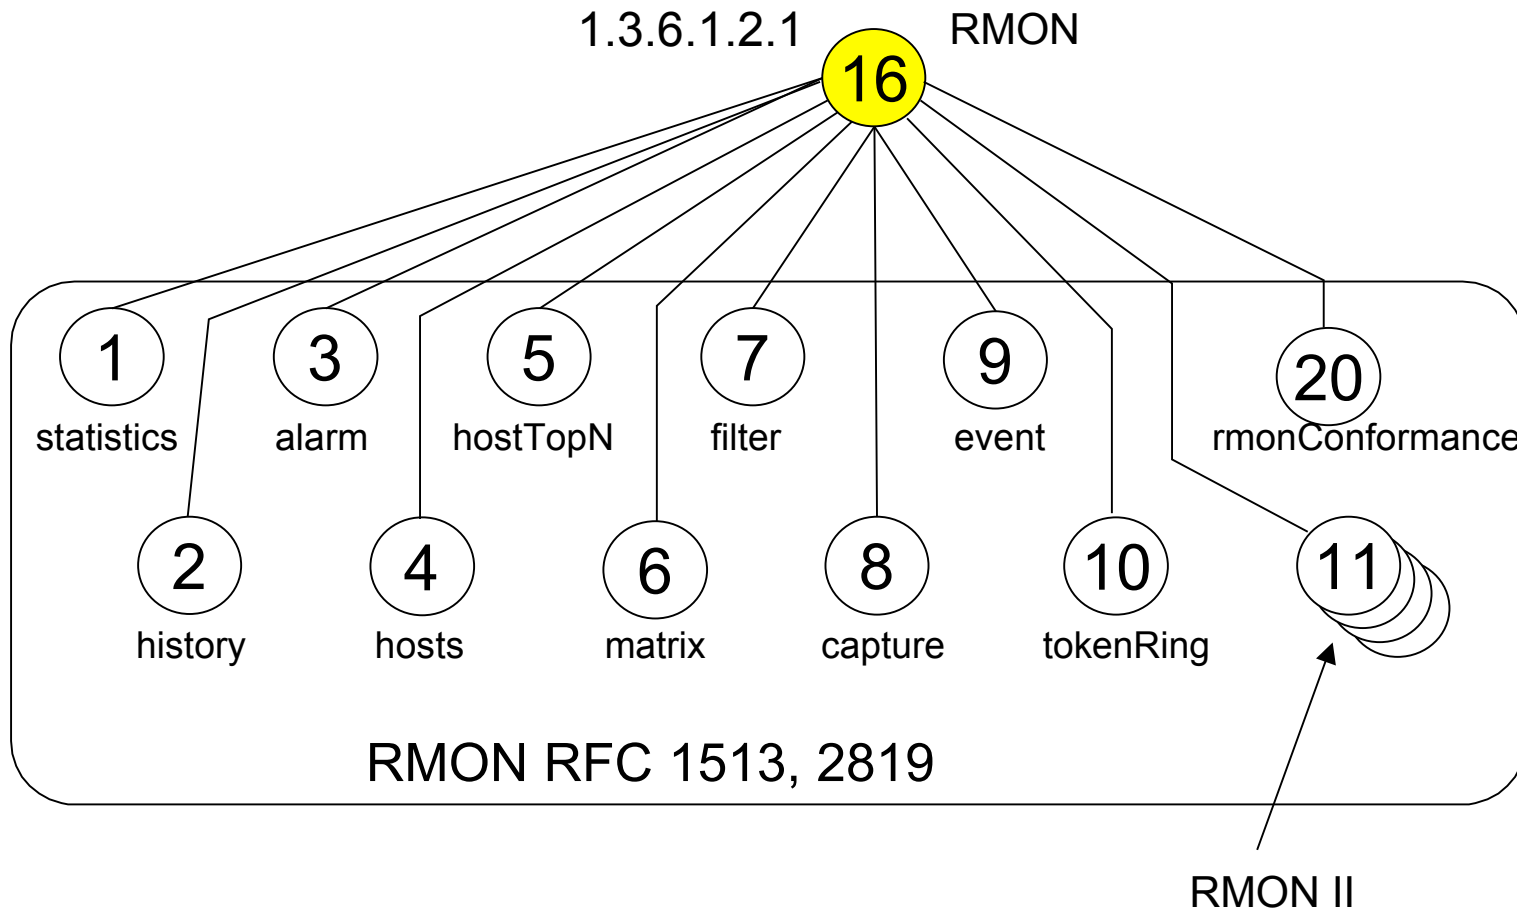 1.3.6.1.2.1
16
RMON
1
3
5
7
9
20
statistics
alarm
hostTopN
filter
event
rmonConformance
2
4
6
8
10
11
history
hosts
matrix
capture
tokenRing
RMON RFC 1513, 2819
RMON II